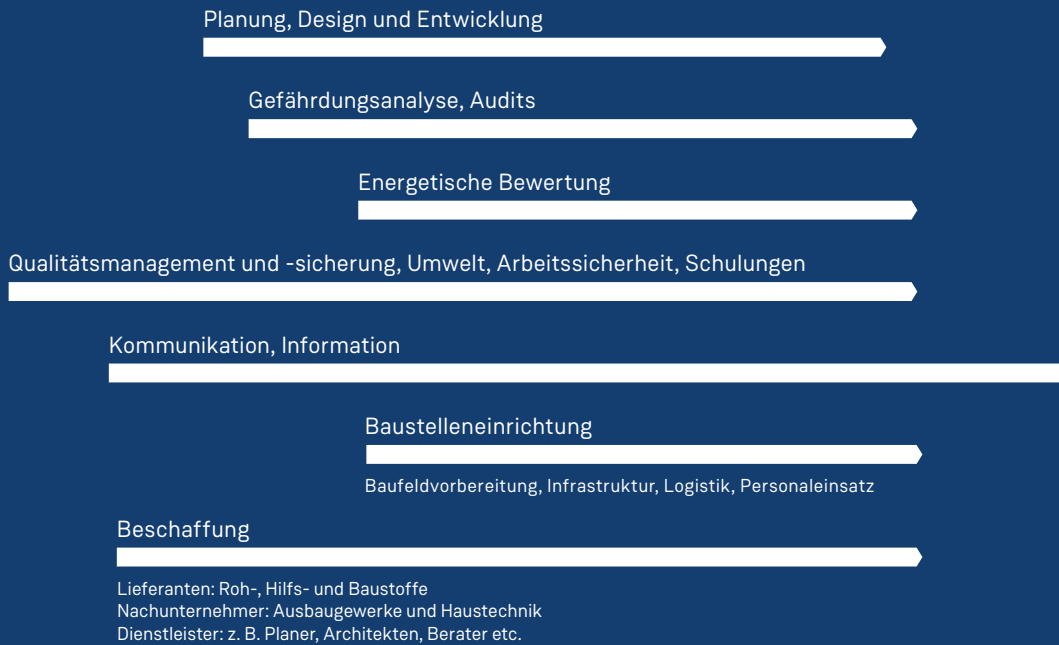 Planung, Design und Entwicklung
Gefährdungsanalyse, Audits
Energetische Bewertung
Qualitätsmanagement und -sicherung, Umwelt, Arbeitssicherheit, Schulungen
Kommunikation, Information
Baustelleneinrichtung
Baufeldvorbereitung, Infrastruktur, Logistik, Personaleinsatz
Beschaffung
Lieferanten: Roh-, Hilfs- und Baustoffe
Nachunternehmer: Ausbaugewerke und Haustechnik
Dienstleister: z. B. Planer, Architekten, Berater etc.